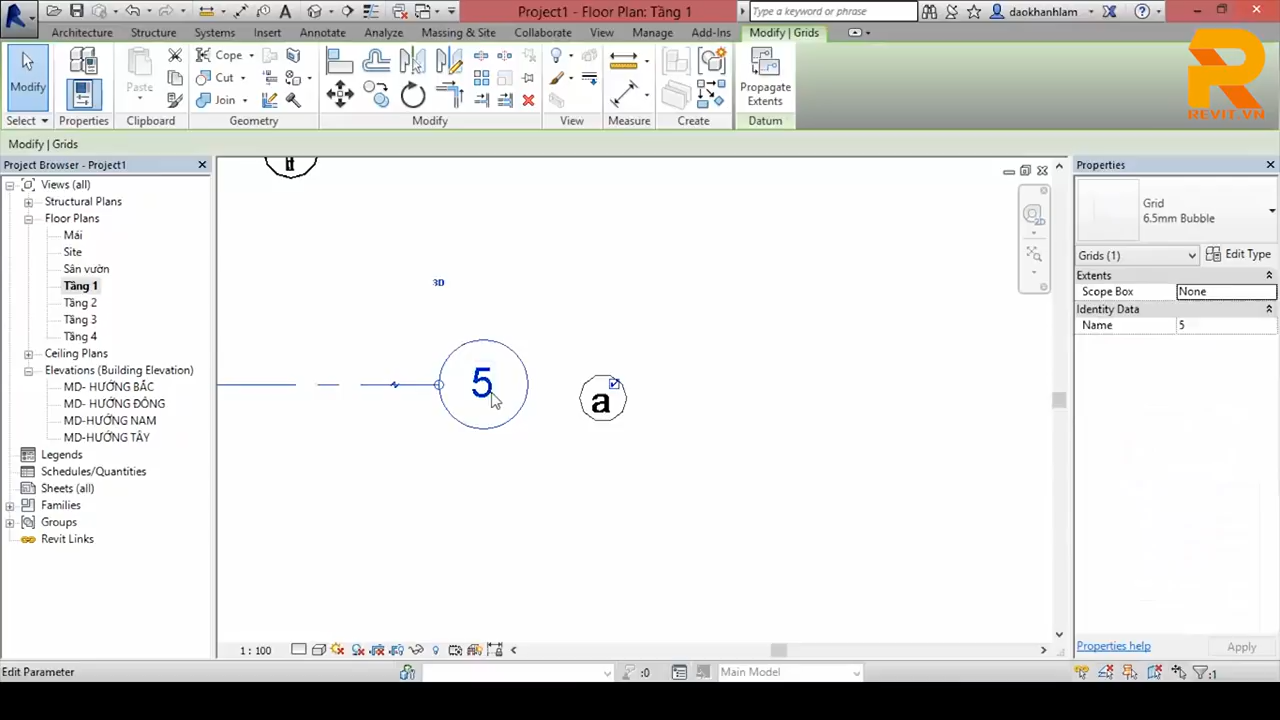 Project1 - Floor Plan: Tầng 1
Type a keyword or phrase
daokhanhlam
Architecture Structure Systems Insert Annotate Analyze Massing & Site Collaborate View Manage Add-Ins Modify | Grids
Modify
Paste
Cope
Cut
Join
Propagate
Extents
Select Properties Clipboard Geometry Modify View Measure Create Datum
REVIT.VN
Modify | Grids
Project Browser - Project1
Views (all)
Structural Plans
Floor Plans
Mái
Site
Sân vườn
Tầng 1
Tầng 2
Tầng 3
Tầng 4
Ceiling Plans
Elevations (Building Elevation)
MD- HƯỚNG BẮC
MD- HƯỚNG ĐÔNG
MD-HƯỚNG NAM
MD-HƯỚNG TÂY
Legends
Schedules/Quantities
Sheets (all)
Families
Groups
Revit Links
3D
5
a
2D
Properties
Grid
6.5mm Bubble
Grids (1)
Edit Type
Extents
Scope Box None
Identity Data
Name 5
Properties help
Apply
1 : 100
Edit Parameter
:0
Main Model
:1